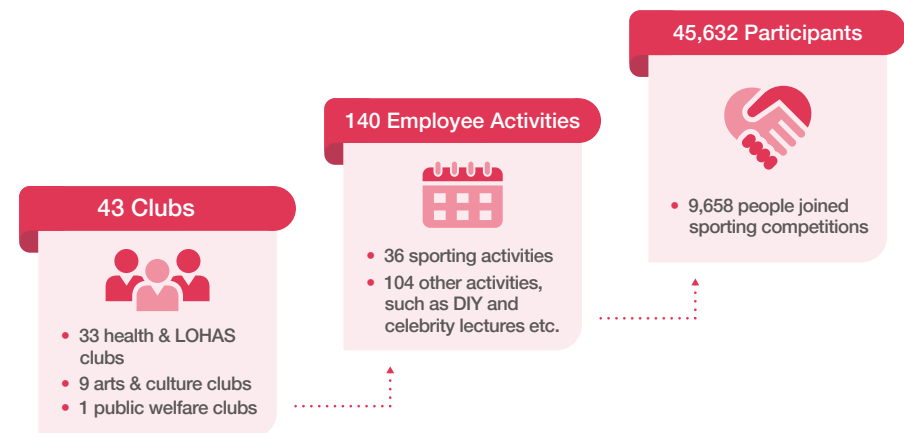 43 Clubs
• 33 health & LOHAS
clubs
• 9 arts & culture clubs
• 1 public welfare clubs
140 Employee Activities
• 36 sporting activities
• 104 other activities,
such as DIY and
celebrity lectures etc.
45,632 Participants
• 9,658 people joined
sporting competitions